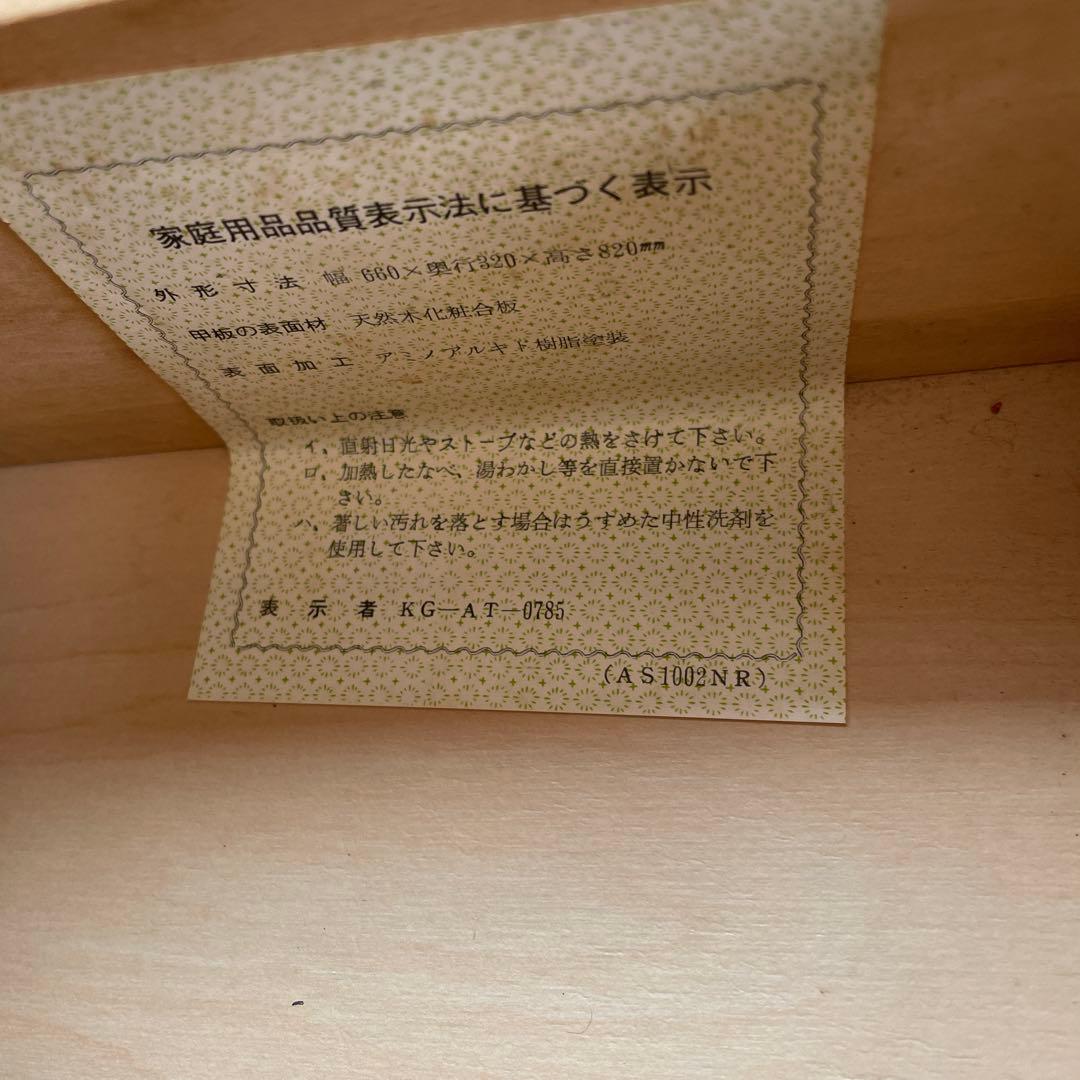 家庭用品品質表示法に基づく表示
外形寸法 幅 660×奥行320×高さ820mm
甲板の表面材 天然木化粧合板
表面加工 アミノアルキド樹脂塗装
取扱い上の注意
イ. 直射日光やストーブなどの熱をさけて下さい。
ロ. 加熱したなべ、湯わかし等を直接置かないで下
さい。
ハ. 著しい汚れを落とす場合はうすめた中性洗剤を
使用して下さい。
表示者 KG—AT—0785
(AS1002NR)